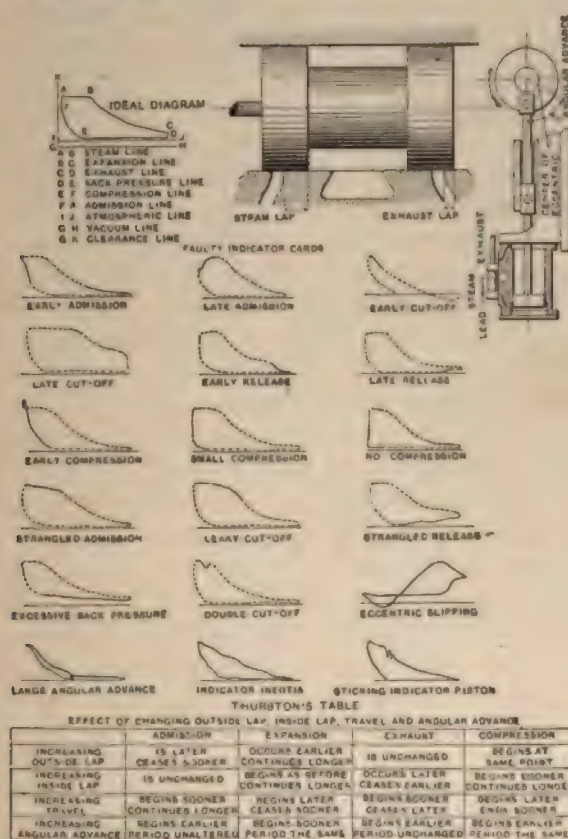 K
A B
IDEAL DIAGRAM
F
C
E D
I J
G H
A B STEAM LINE
B C EXPANSION LINE
C D EXHAUST LINE
D E BACK PRESSURE LINE
E F COMPRESSION LINE
F A ADMISSION LINE
I J ATMOSPHERIC LINE
G H VACUUM LINE
G K CLEARANCE LINE
STEAM LAP
EXHAUST LAP
ANGULAR ADVANCE
CENTER OF
ECCENTRIC
EXHAUST
STEAM
LEAD
FAULTY INDICATOR CARDS
EARLY ADMISSION LATE ADMISSION EARLY CUT-OFF
LATE CUT-OFF EARLY RELEASE LATE RELEASE
EARLY COMPRESSION SMALL COMPRESSION NO COMPRESSION
STRANGLED ADMISSION LEAKY CUT-OFF STRANGLED RELEASE
EXCESSIVE BACK PRESSURE DOUBLE CUT-OFF ECCENTRIC SLIPPING
LARGE ANGULAR ADVANCE INDICATOR INERTIA STICKING INDICATOR PISTON
THURSTON'S TABLE
EFFECT OF CHANGING OUTSIDE LAP, INSIDE LAP, TRAVEL AND ANGULAR ADVANCE
ADMISSION EXPANSION EXHAUST COMPRESSION
INCREASING OUTSIDE LAP
IS LATER CEASES SOONER
OCCURS EARLIER CONTINUES LONGER
IS UNCHANGED
BEGINS AT SAME POINT
INCREASING INSIDE LAP
IS UNCHANGED
BEGINS AS BEFORE CONTINUES LONGER
OCCURS LATER CEASES EARLIER
BEGINS SOONER CONTINUES LONGER
INCREASING TRAVEL
BEGINS SOONER CONTINUES LONGER
BEGINS LATER CEASES SOONER
BEGINS LATER CEASES LATER
BEGINS LATER ENDS SOONER
INCREASING ANGULAR ADVANCE
BEGINS EARLIER PERIOD UNALTERED
BEGINS SOONER PERIOD THE SAME
BEGINS EARLIER PERIOD UNCHANGED
BEGINS EARLIER PERIOD THE SAME